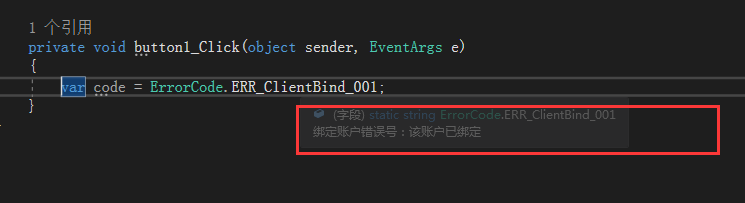 1 个引用
private void button1_Click(object sender, EventArgs e)
{
var code = ErrorCode.ERR_ClientBind_001;
}
(字段) static string ErrorCode.ERR_ClientBind_001
绑定账户错误号：该账户已绑定